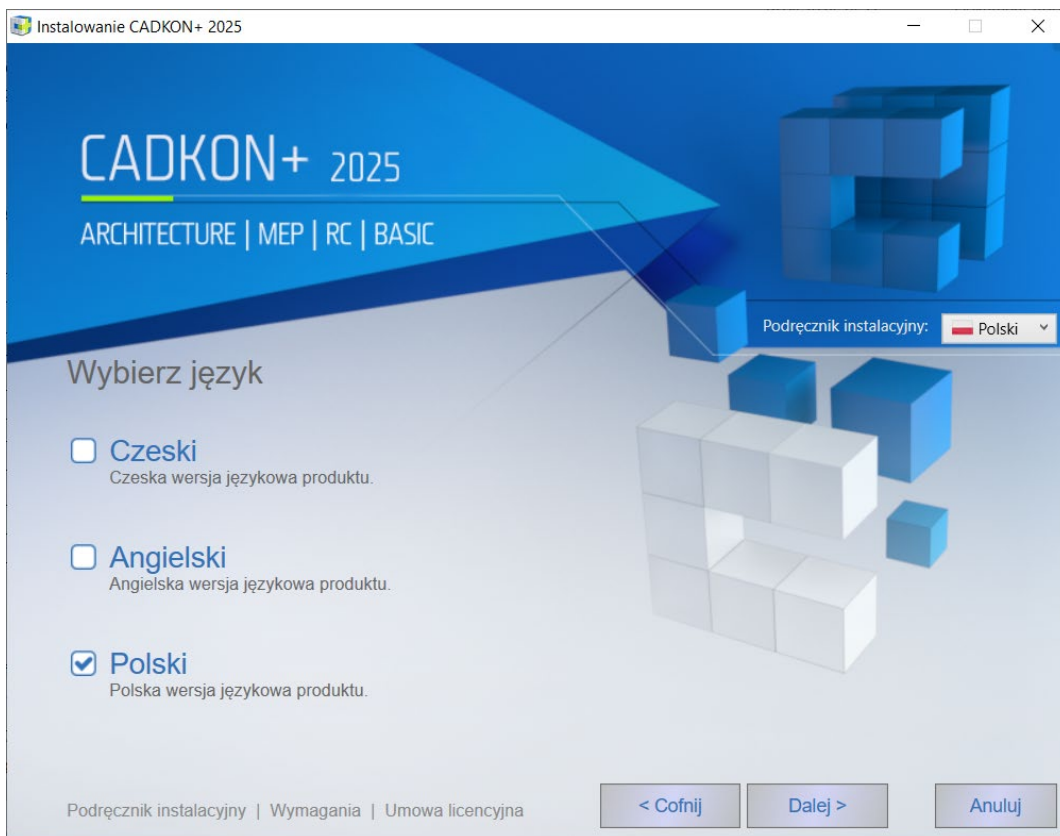 Instalowanie CADKON+ 2025
CADKON+ 2025
ARCHITECTURE | MEP | RC | BASIC
Podręcznik instalacyjny: Polski
Wybierz język
Czeski
Czeska wersja językowa produktu.
Angielski
Angielska wersja językowa produktu.
Polski
Polska wersja językowa produktu.
Podręcznik instalacyjny | Wymagania | Umowa licencyjna
< Cofnij Dalej > Anuluj